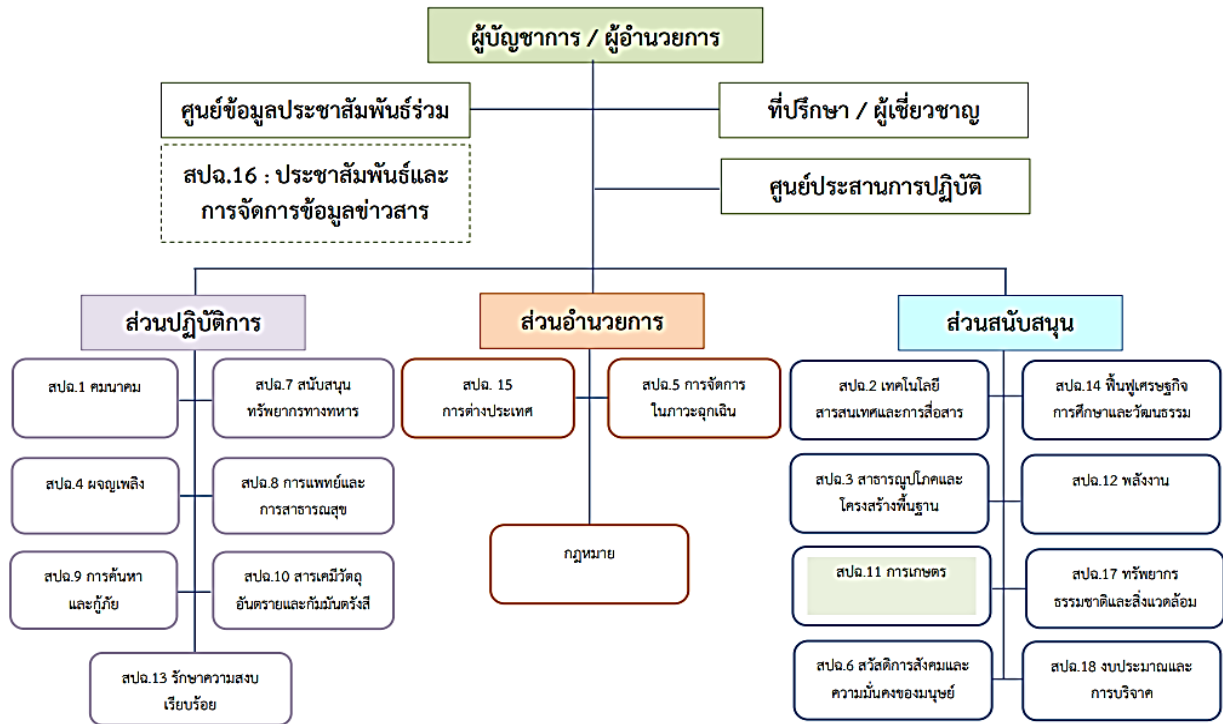 ผู้บัญชาการ / ผู้อำนวยการ
ศูนย์ข้อมูลประชาสัมพันธ์ร่วม
ที่ปรึกษา / ผู้เชี่ยวชาญ
สปฉ.16 : ประชาสัมพันธ์และ
การจัดการข้อมูลข่าวสาร
ศูนย์ประสานการปฏิบัติ
ส่วนปฏิบัติการ
สปฉ.1 คมนาคม
สปฉ.7 สนับสนุน
ทรัพยากรทางทหาร
สปฉ.4 ผจญเพลิง
สปฉ.8 การแพทย์และ
การสาธารณสุข
สปฉ.9 การค้นหา
และกู้ภัย
สปฉ.10 สารเคมีวัตถุ
อันตรายและกัมมันตรังสี
สปฉ.13 รักษาความสงบ
เรียบร้อย
ส่วนอำนวยการ
สปฉ. 15
การต่างประเทศ
สปฉ.5 การจัดการ
ในภาวะฉุกเฉิน
กฎหมาย
ส่วนสนับสนุน
สปฉ.2 เทคโนโลยี
สารสนเทศและการสื่อสาร
สปฉ.14 ฟื้นฟูเศรษฐกิจ
การศึกษาและวัฒนธรรม
สปฉ.3 สาธารณูปโภคและ
โครงสร้างพื้นฐาน
สปฉ.12 พลังงาน
สปฉ.11 การเกษตร
สปฉ.17 ทรัพยากร
ธรรมชาติและสิ่งแวดล้อม
สปฉ.6 สวัสดิการสังคมและ
ความมั่นคงของมนุษย์
สปฉ.18 งบประมาณและ
การบริจาค